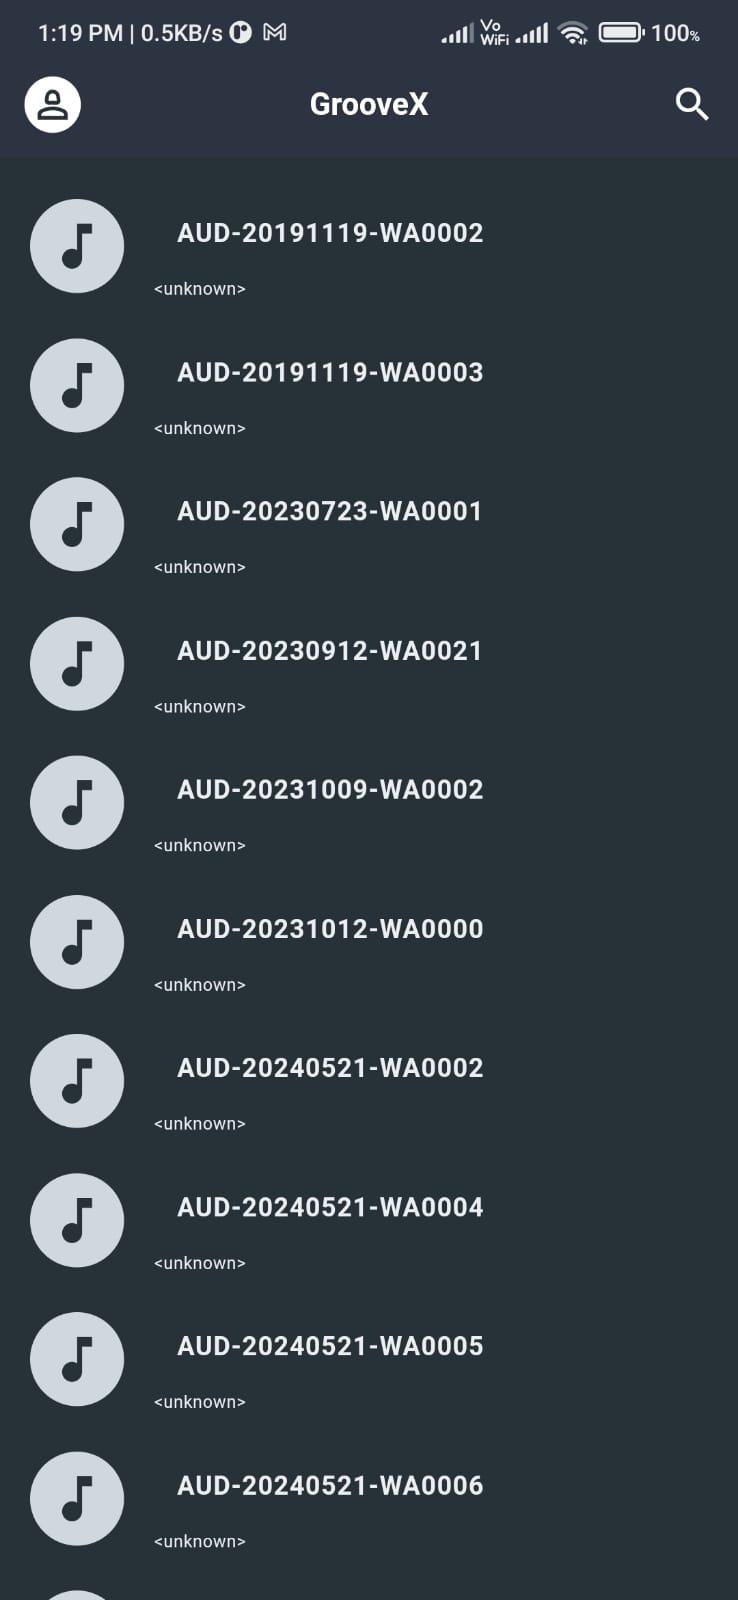 1:19 PM | 0.5KB/s Vo WiFi 100%
GrooveX
AUD-20191119-WA0002
<unknown>
AUD-20191119-WA0003
<unknown>
AUD-20230723-WA0001
<unknown>
AUD-20230912-WA0021
<unknown>
AUD-20231009-WA0002
<unknown>
AUD-20231012-WA0000
<unknown>
AUD-20240521-WA0002
<unknown>
AUD-20240521-WA0004
<unknown>
AUD-20240521-WA0005
<unknown>
AUD-20240521-WA0006
<unknown>